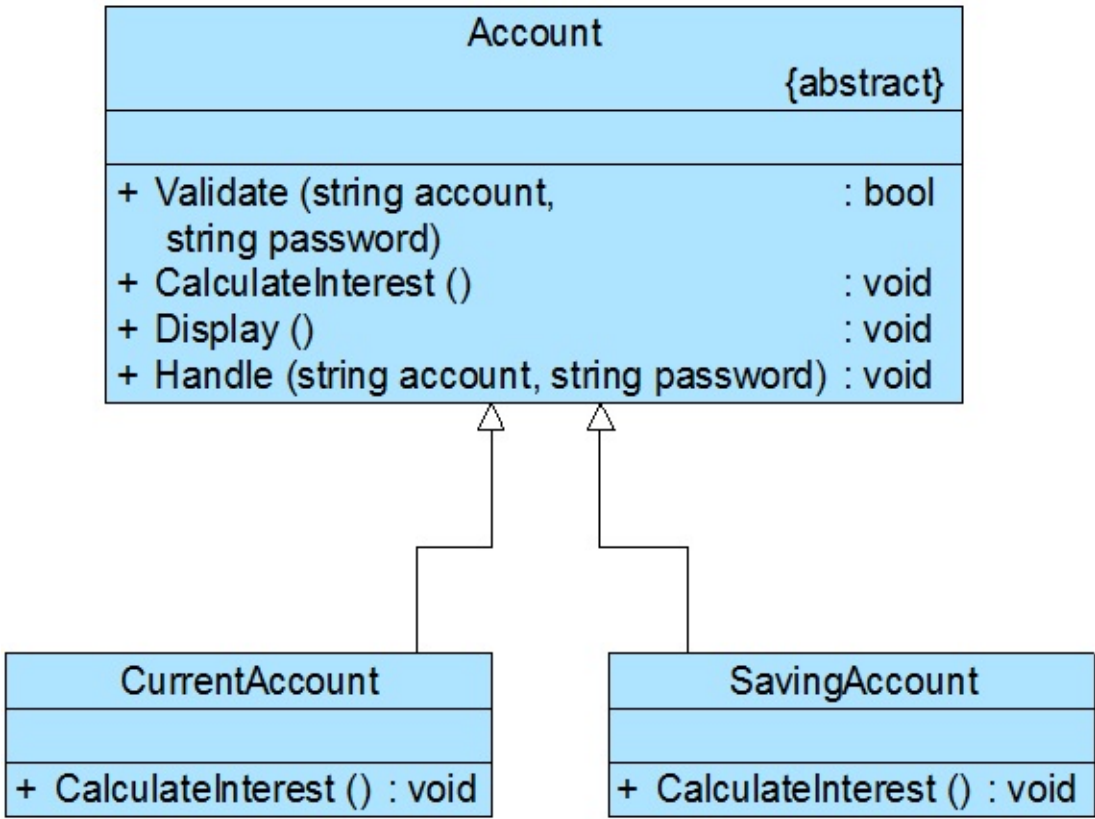 Account
{abstract}
+ Validate (string account, : bool
string password)
+ CalculateInterest () : void
+ Display () : void
+ Handle (string account, string password) : void
CurrentAccount
+ CalculateInterest () : void
SavingAccount
+ CalculateInterest () : void